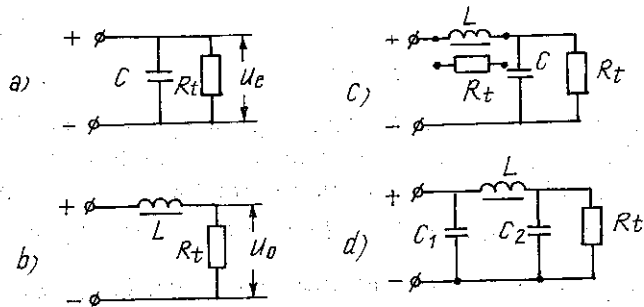 a)
+
-
C
Rt
ue
b)
+
-
L
Rt
u0
c)
+
-
L
Rt
C
Rt
d)
+
-
L
C1
C2
Rt